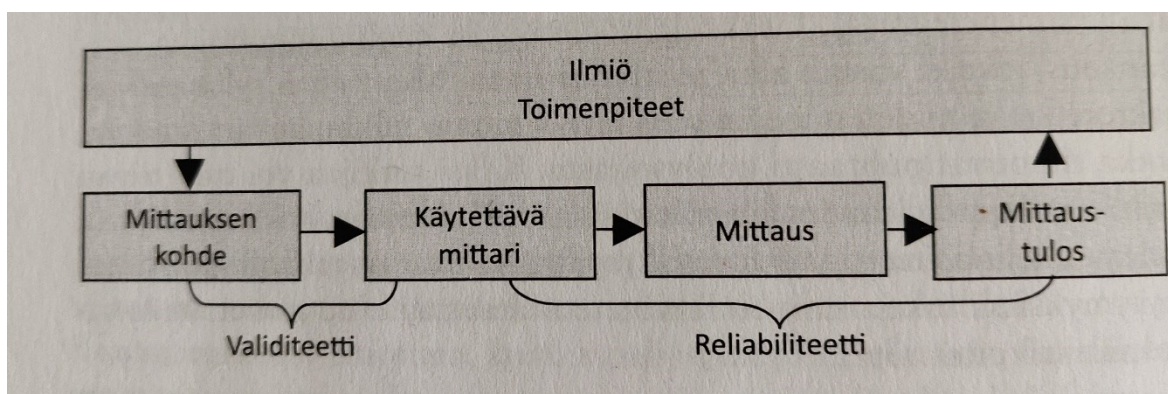 Ilmiö
Toimenpiteet
Mittauksen
kohde
Käytettävä
mittari
Mittaus
Mittaus-
tulos
Validiteetti
Reliabiliteetti